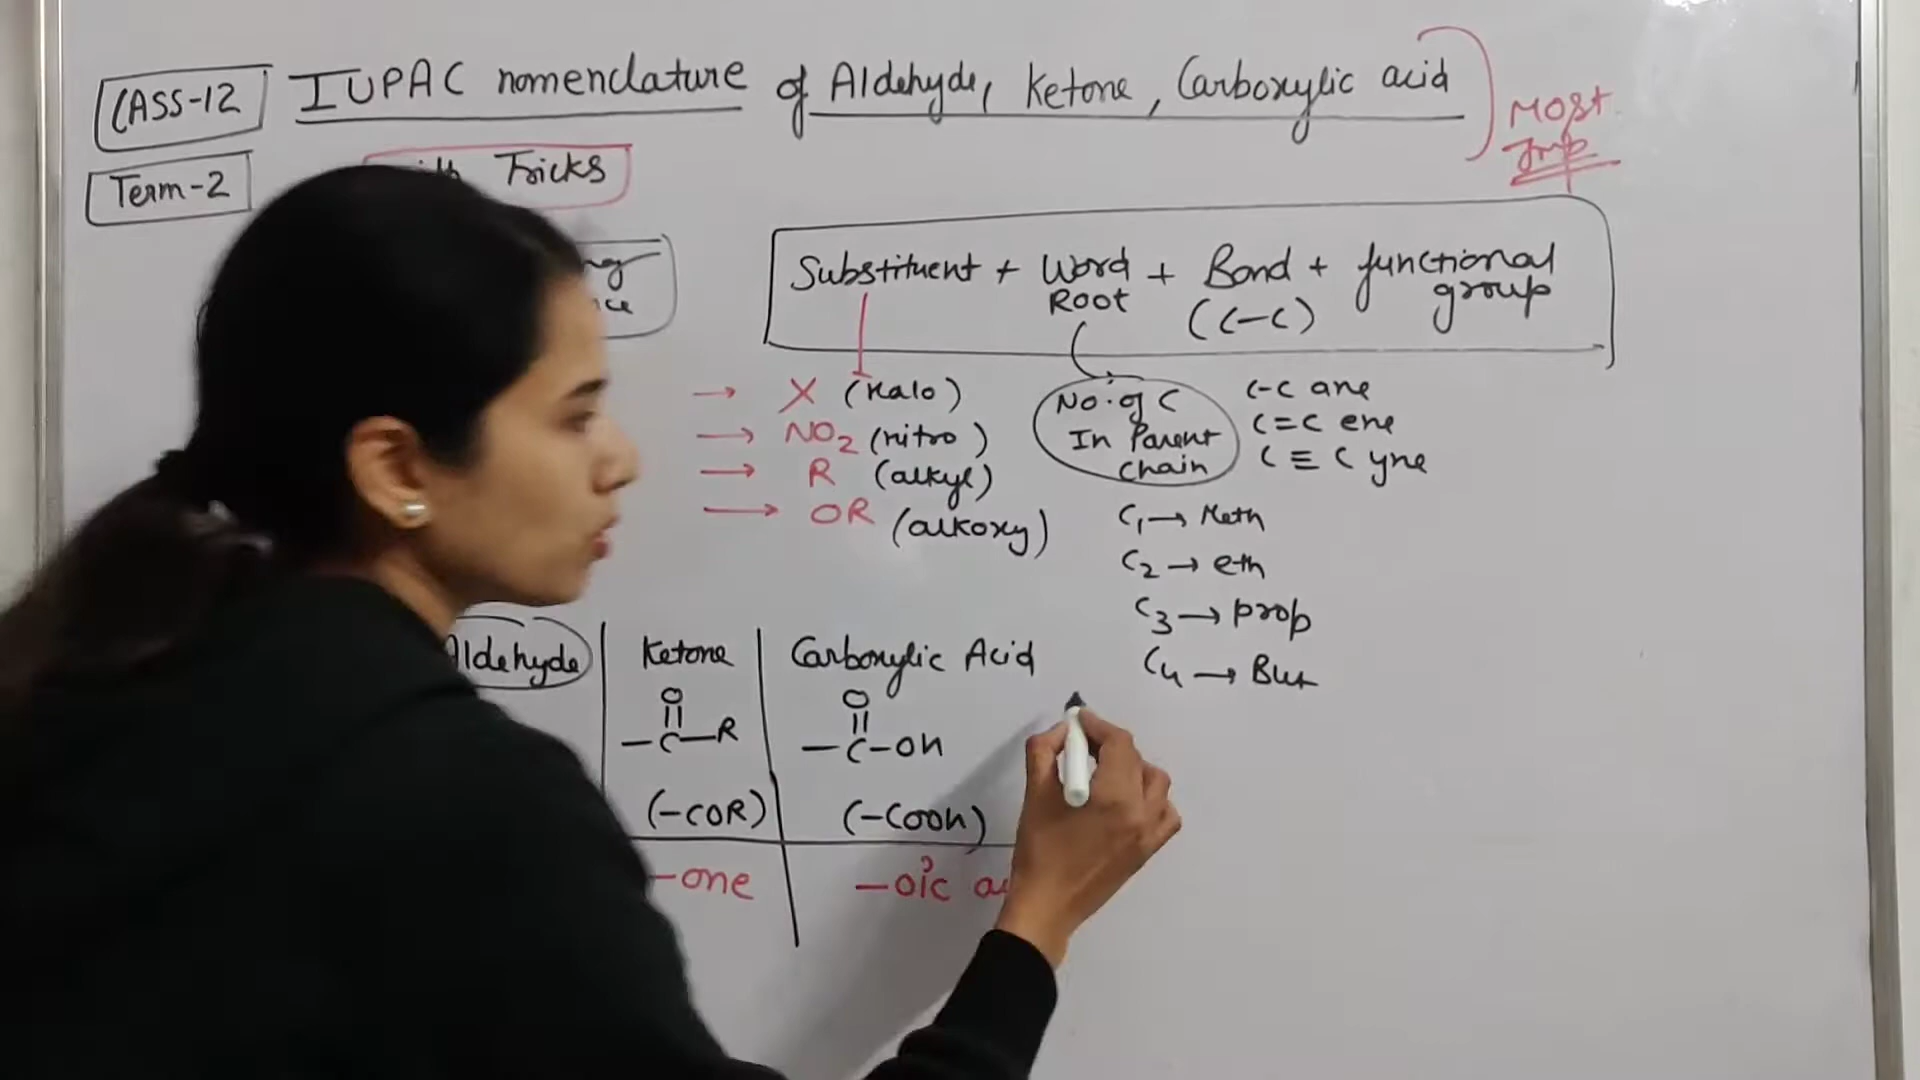 CASS-12 IUPAC nomenclature of Aldehyde, Ketone, Carboxylic acid
MOST
Imp
Term-2
Tricks
Substituent + Word Root + Bond (C-C) + functional group
→ X (Halo)
→ NO2 (nitro)
→ R (alkyl)
→ OR (alkoxy)
No. of C
In Parent
chain
C-C ane
C=C ene
C≡C yne
C1 → Meth
C2 → eth
C3 → prop
C4 → But
Aldehyde | Ketone | Carboxylic Acid
O
||
-C-R
O
||
-C-OH
(-COR) (-COOH)
-one -oic